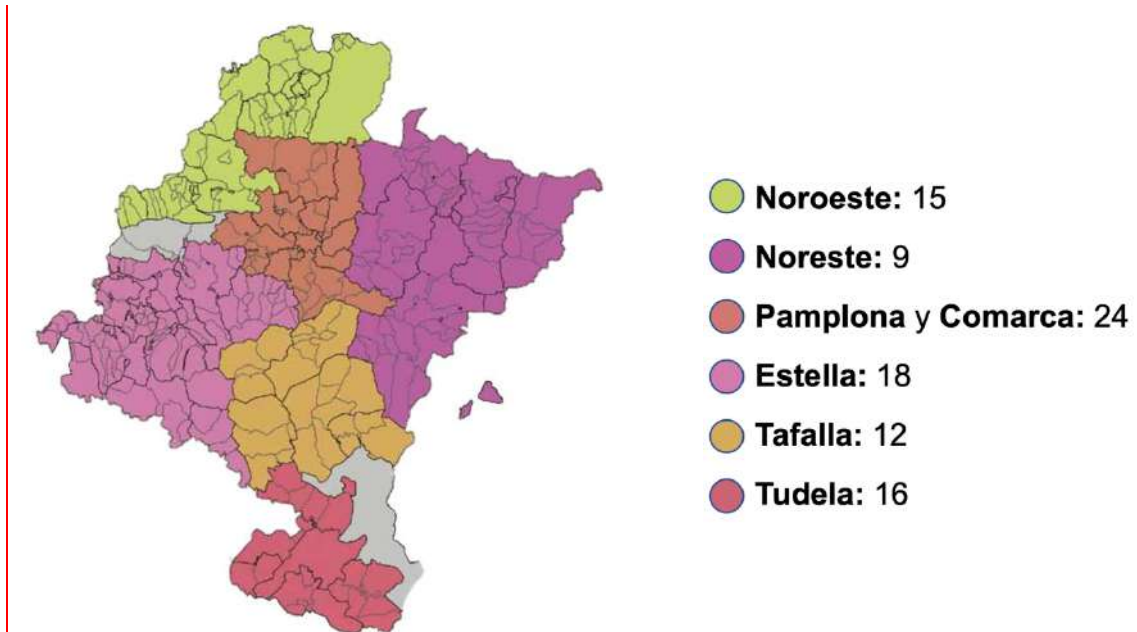 Noroeste: 15
Noreste: 9
Pamplona y Comarca: 24
Estella: 18
Tafalla: 12
Tudela: 16